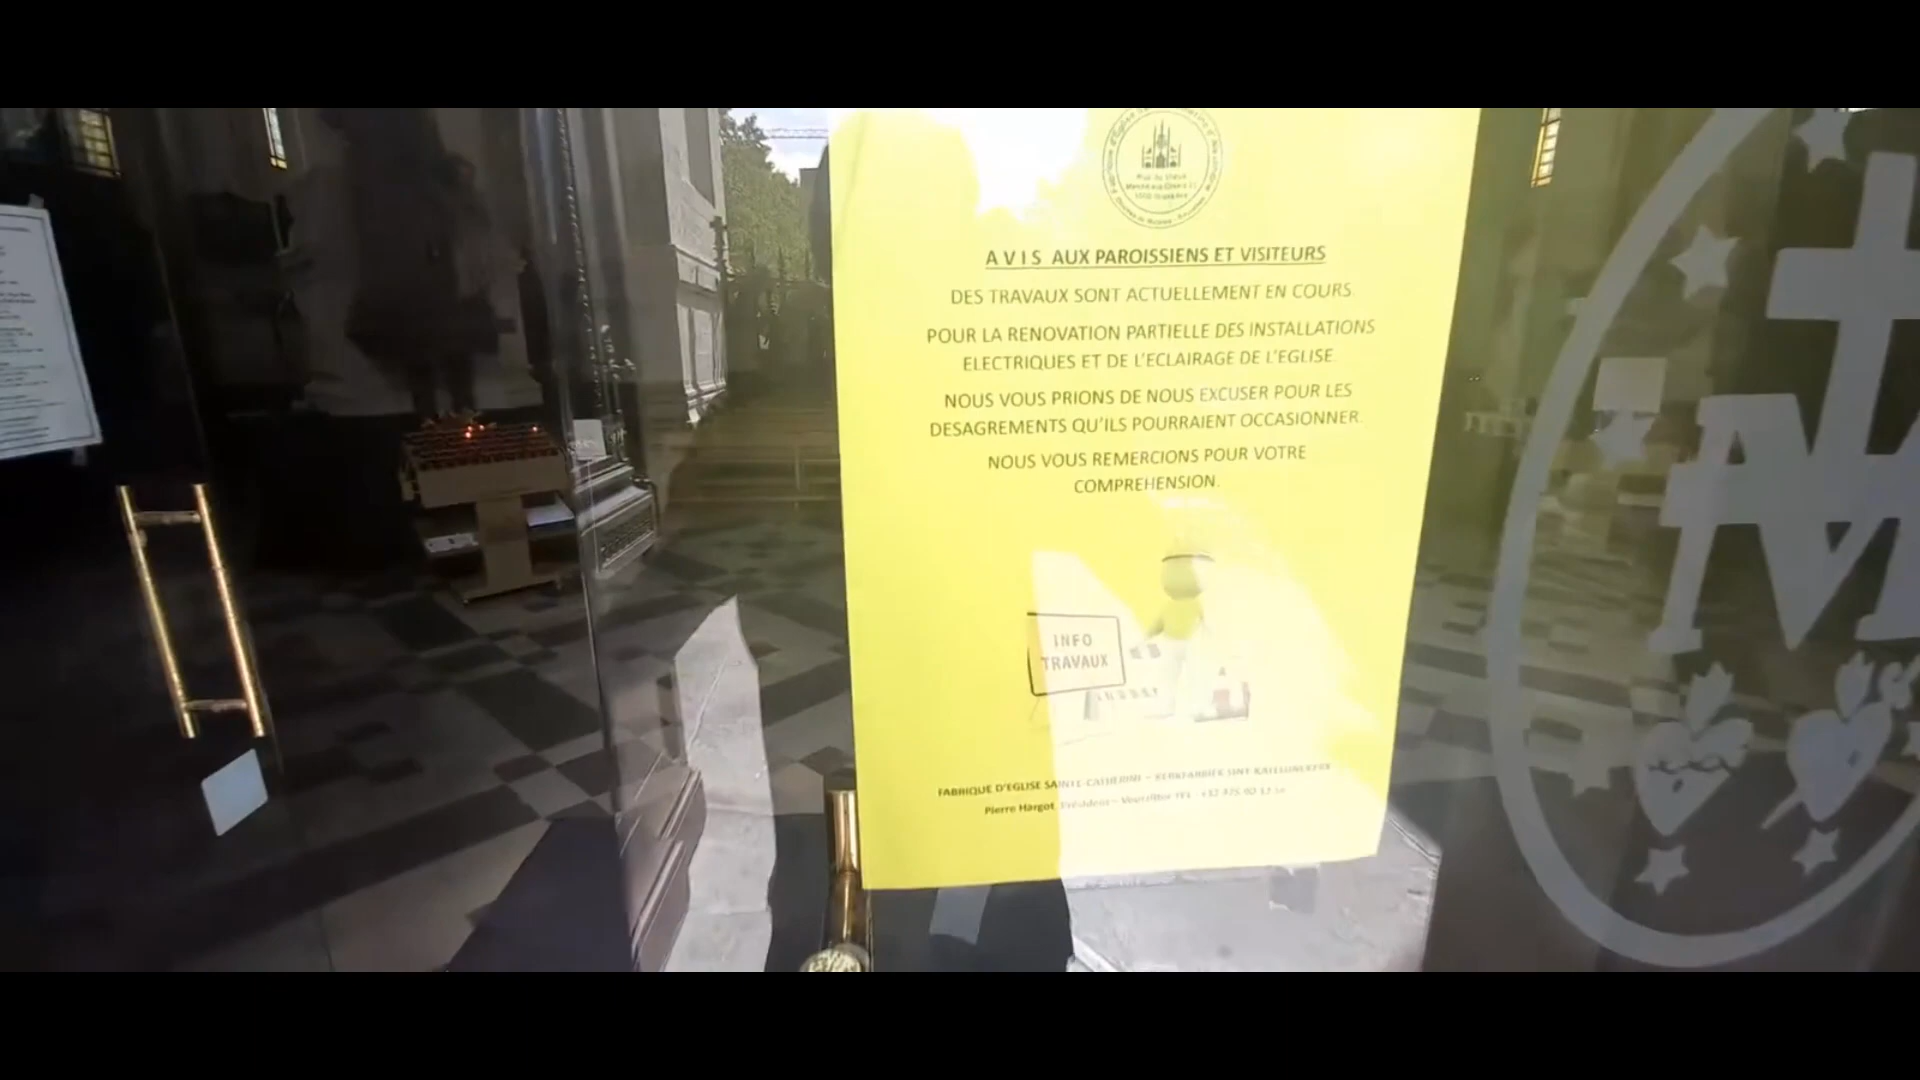 A V I S AUX PAROISSIENS ET VISITEURS
DES TRAVAUX SONT ACTUELLEMENT EN COURS
POUR LA RENOVATION PARTIELLE DES INSTALLATIONS
ELECTRIQUES ET DE L'ECLAIRAGE DE L'EGLISE.
NOUS VOUS PRIONS DE NOUS EXCUSER POUR LES
DESAGREMENTS QU'ILS POURRAIENT OCCASIONNER.
NOUS VOUS REMERCIONS POUR VOTRE
COMPREHENSION.
INFO
TRAVAUX
FABRIQUE D'EGLISE SAINTE-CATHERINE –
Pierre Hargot, Président –
M